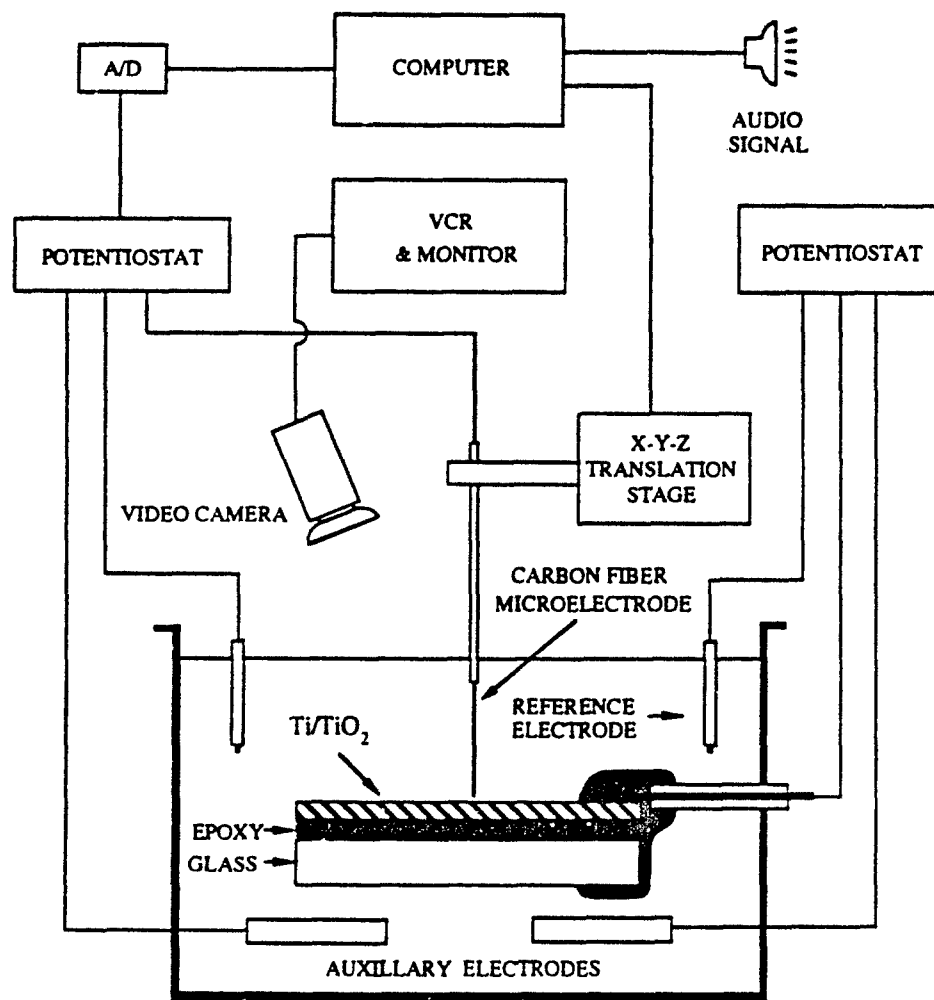 A/D
COMPUTER
AUDIO
SIGNAL
VCR
& MONITOR
POTENTIOSTAT
POTENTIOSTAT
X-Y-Z
TRANSLATION
STAGE
VIDEO CAMERA
CARBON FIBER
MICROELECTRODE
REFERENCE
ELECTRODE
Ti/TiO₂
EPOXY
GLASS
AUXILLARY ELECTRODES